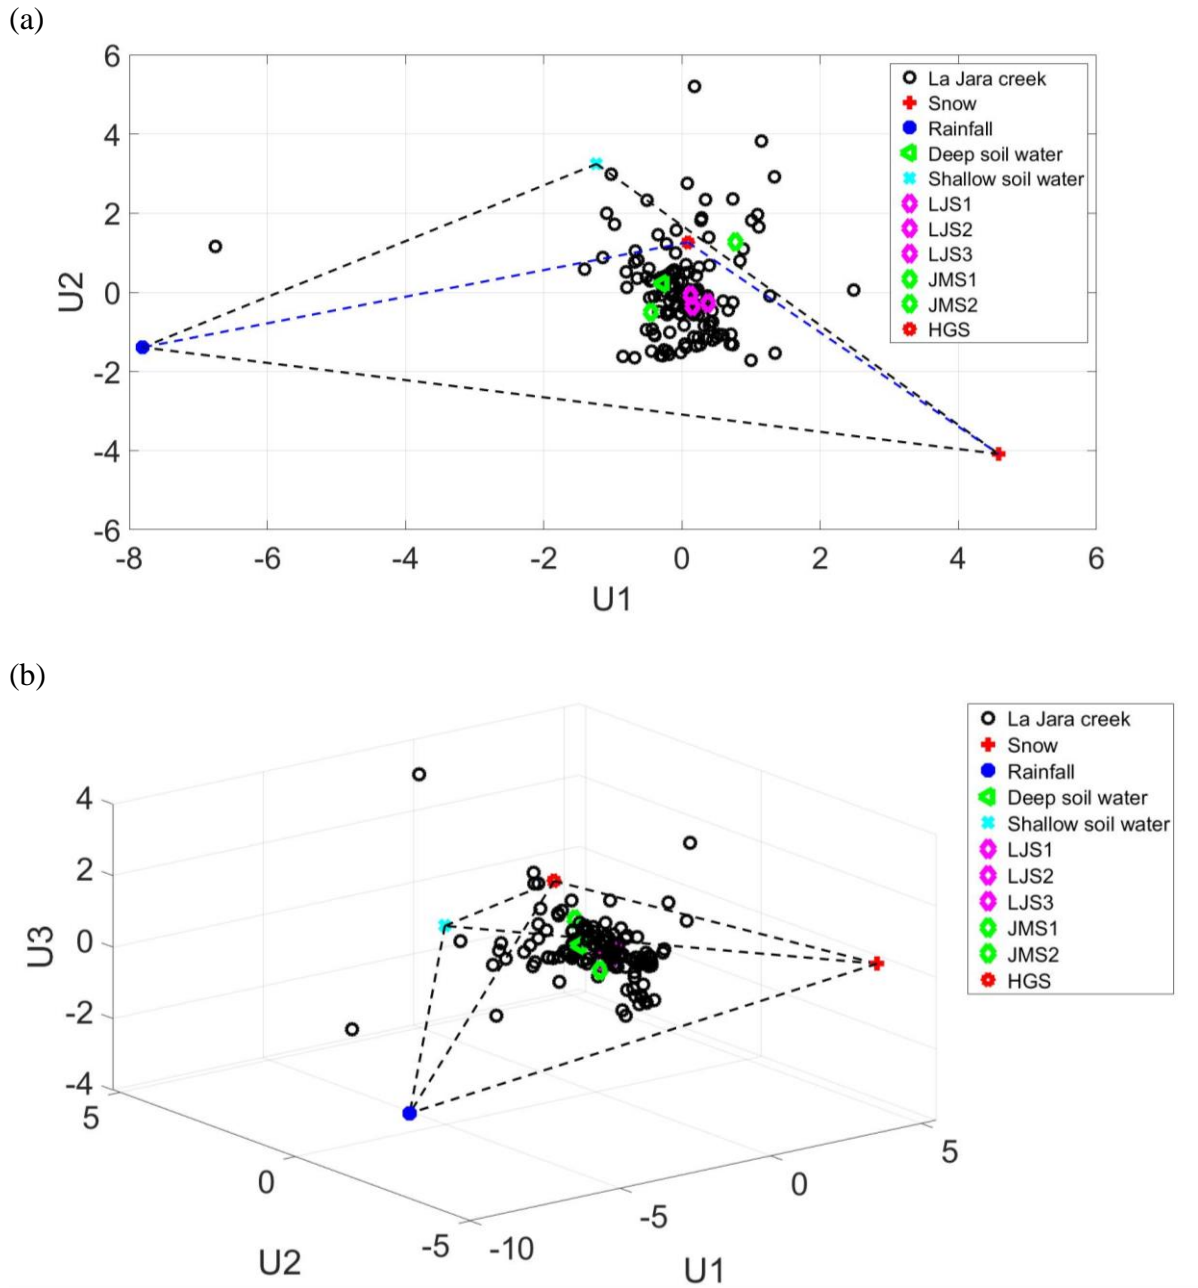 (a)
6
4
2
0
-2
-4
-6
U2
-8
-6
-4
-2
0
2
4
6
U1
La Jara creek
Snow
Rainfall
Deep soil water
Shallow soil water
LJS1
LJS2
LJS3
JMS1
JMS2
HGS
(b)
4
2
0
-2
-4
U3
5
0
-5
U2
-10
-5
0
5
U1
La Jara creek
Snow
Rainfall
Deep soil water
Shallow soil water
LJS1
LJS2
LJS3
JMS1
JMS2
HGS